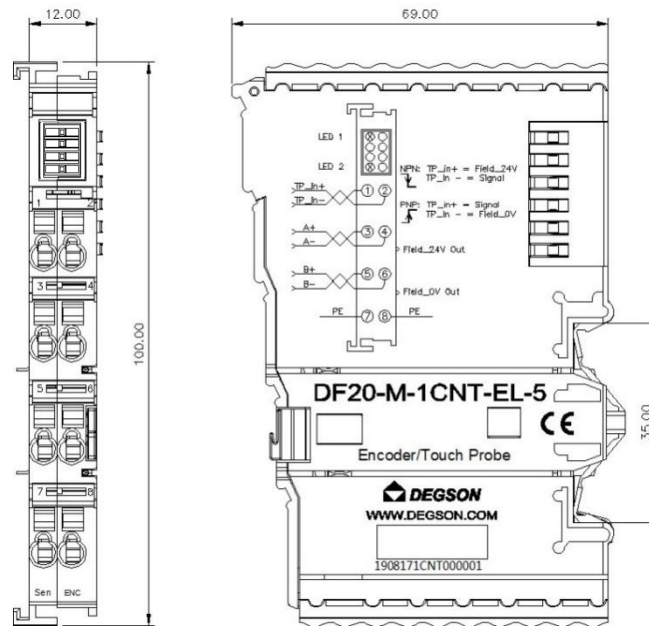 12.00
69.00
100.00
35.00
1 2
3 4
5 6
7 8
Sen ENC
LED 1
LED 2
TP_In+
TP_In-
① ②
A+
A-
③ ④
B+
B-
⑤ ⑥
PE ⑦ ⑧ PE
NPN: TP_in+ = Field_24V
TP_In - = Signal
PNP: TP_in+ = Signal
TP_In - = Field_0V
Field_24V Out
Field_0V Out
DF20-M-1CNT-EL-5
CE
Encoder/Touch Probe
DEGSON
WWW.DEGSON.COM
1908171CNT000001